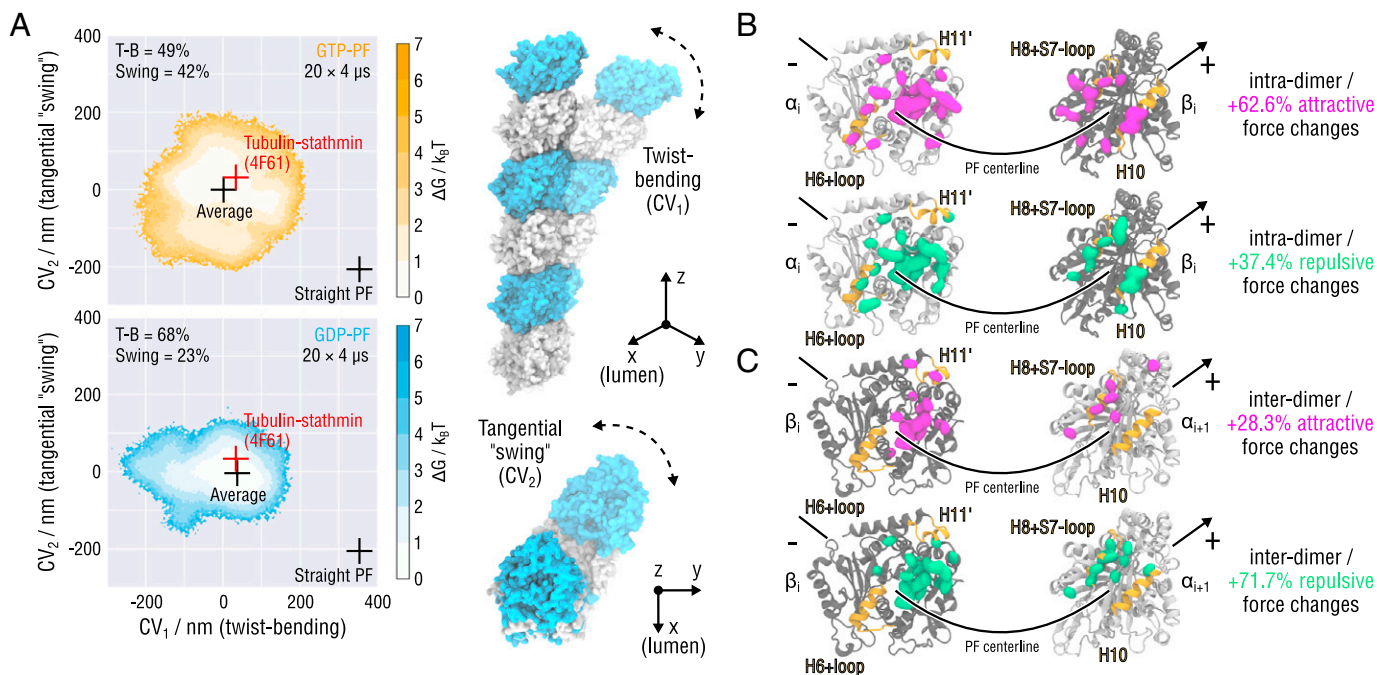 A
400
200
0
-200
CV₂ / nm (tangential "swing")
T-B = 49%
Swing = 42%
GTP-PF
20 × 4 µs
Tubulin-stathmin
(4F61)
Average
Straight PF
7
6
5
4
3
2
1
0
ΔG / k_BT
400
200
0
-200
CV₂ / nm (tangential "swing")
T-B = 68%
Swing = 23%
GDP-PF
20 × 4 µs
Tubulin-stathmin
(4F61)
Average
Straight PF
-200
0
200
400
CV₁ / nm (twist-bending)
7
6
5
4
3
2
1
0
ΔG / k_BT
Twist-
bending
(CV₁)
z
x
(lumen)
y
Tangential
"swing"
(CV₂)
z
y
x
(lumen)
B
-
αᵢ
H11'
H6+loop
PF centerline
H8+S7-loop
H10
+
βᵢ
intra-dimer /
+62.6% attractive
force changes
-
αᵢ
H11'
H6+loop
PF centerline
H8+S7-loop
H10
+
βᵢ
intra-dimer /
+37.4% repulsive
force changes
C
-
βᵢ
H11'
H6+loop
PF centerline
H8+S7-loop
H10
+
αᵢ₊₁
inter-dimer /
+28.3% attractive
force changes
-
βᵢ
H11'
H6+loop
PF centerline
H8+S7-loop
H10
+
αᵢ₊₁
inter-dimer /
+71.7% repulsive
force changes